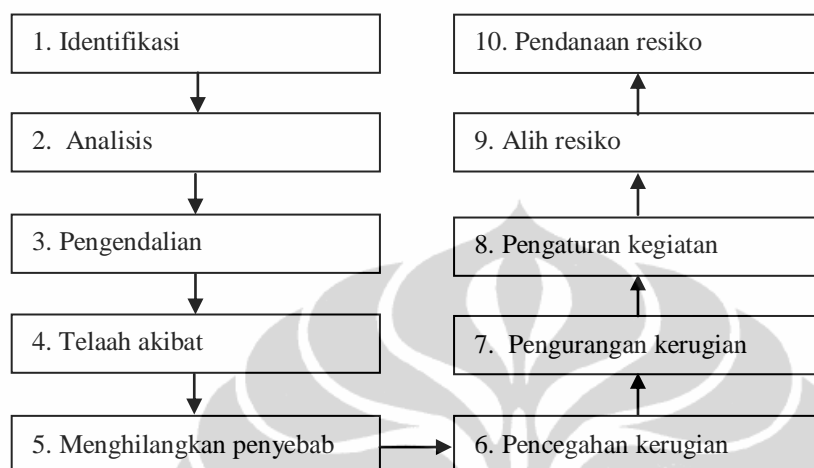 1. Identifikasi
2. Analisis
3. Pengendalian
4. Telaah akibat
5. Menghilangkan penyebab
6. Pencegahan kerugian
7. Pengurangan kerugian
8. Pengaturan kegiatan
9. Alih resiko
10. Pendanaan resiko